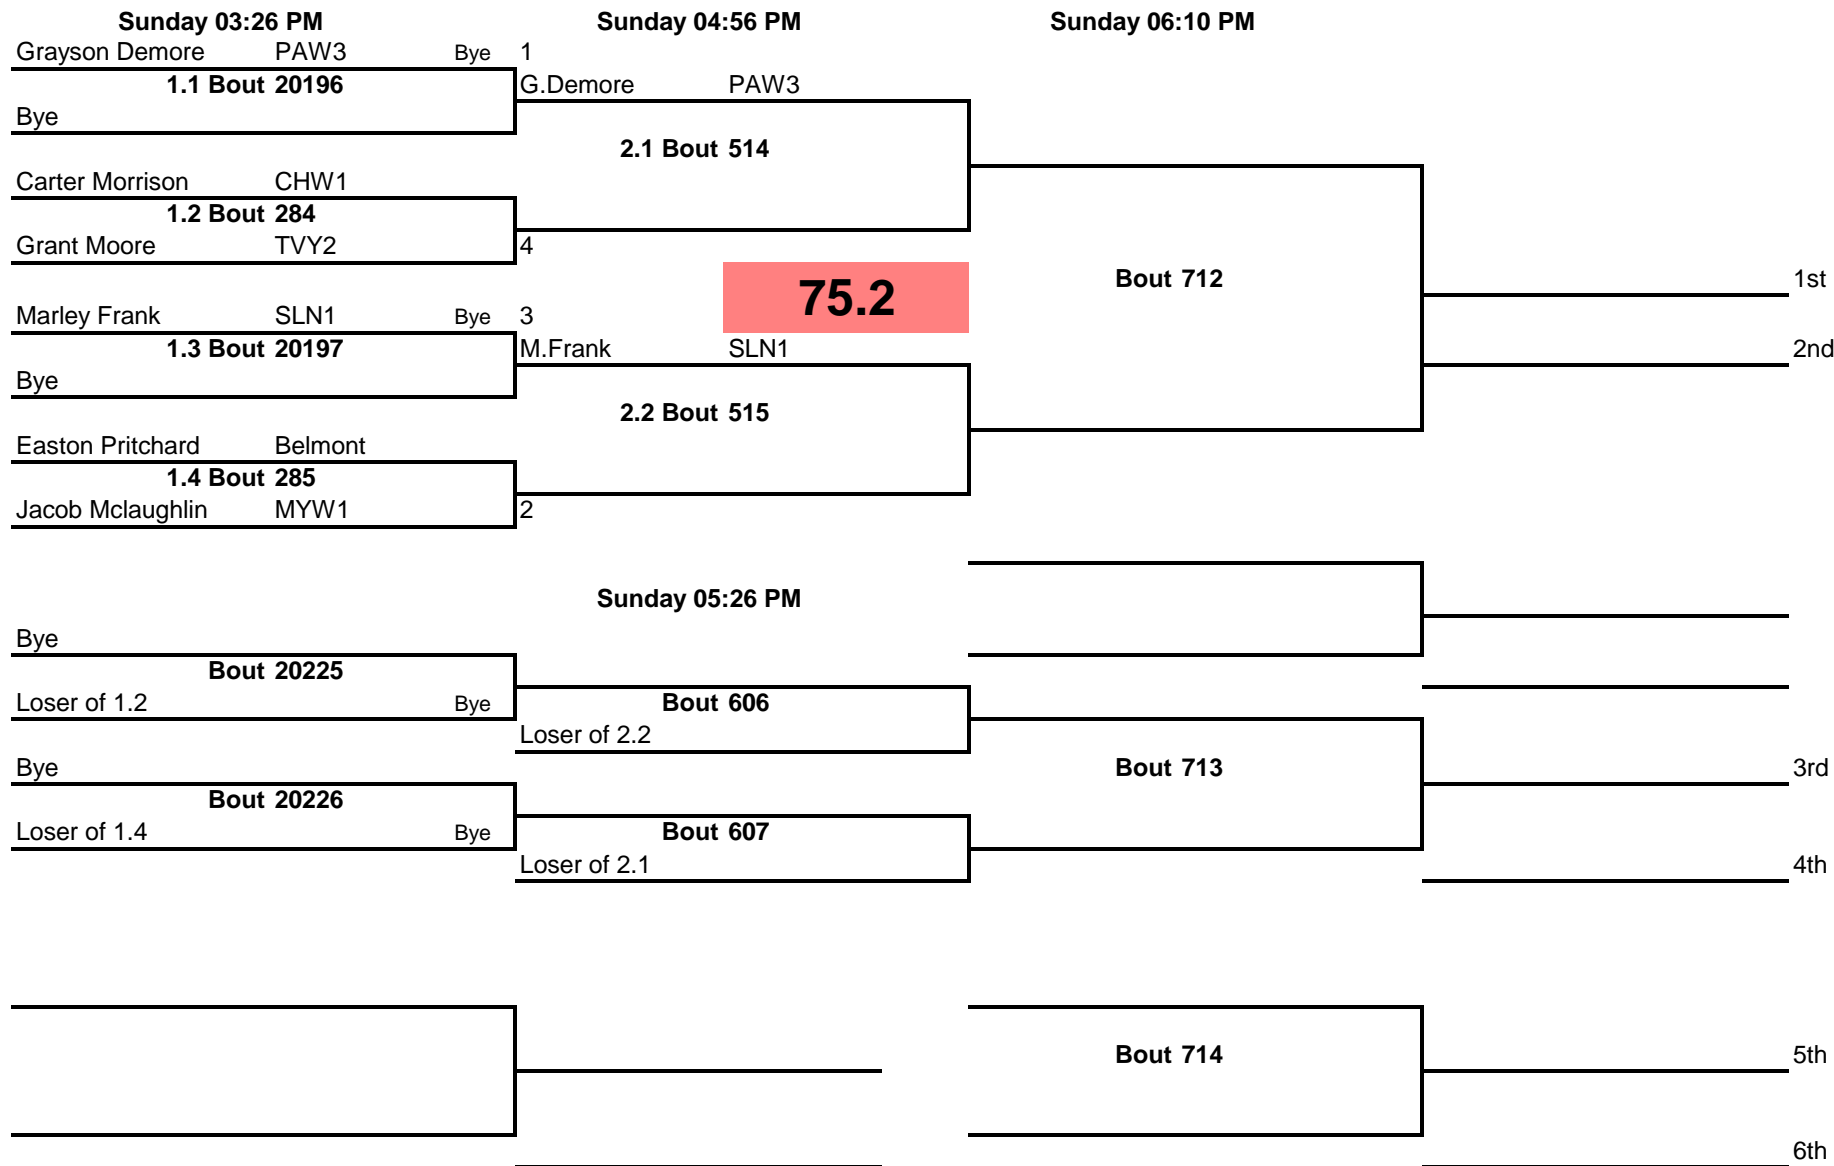 Sunday 03:26 PM Sunday 04:56 PM Sunday 06:10 PM
Grayson Demore PAW3 Bye 1
1.1 Bout 20196 G.Demore PAW3
Bye
2.1 Bout 514
Carter Morrison CHW1
1.2 Bout 284
Grant Moore TVY2 4
75.2 Bout 712 1st
Marley Frank SLN1 Bye 3
1.3 Bout 20197 M.Frank SLN1 2nd
Bye
2.2 Bout 515
Easton Pritchard Belmont
1.4 Bout 285
Jacob Mclaughlin MYW1 2
Sunday 05:26 PM
Bye
Bout 20225
Loser of 1.2 Bye Bout 606
Loser of 2.2
Bye Bout 713 3rd
Bout 20226
Loser of 1.4 Bye Bout 607
Loser of 2.1 4th
Bout 714 5th
6th